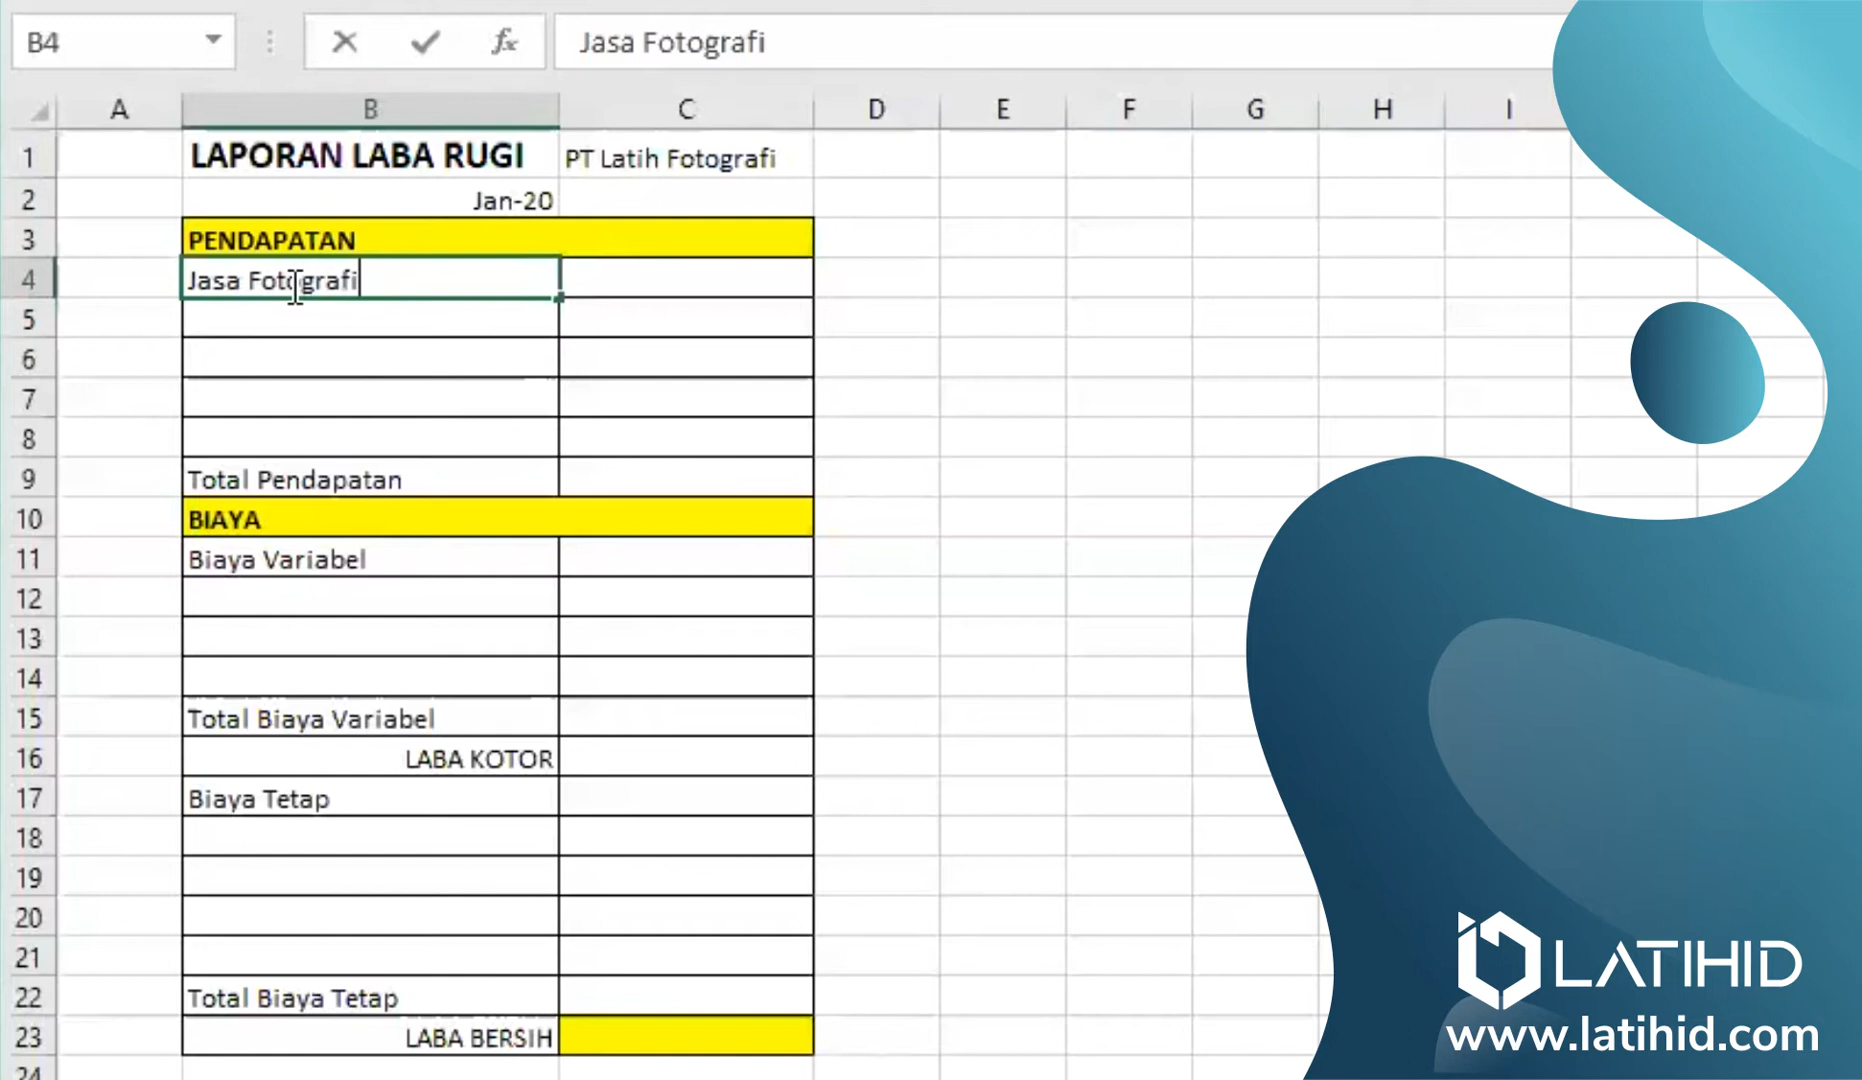 B4
fx
Jasa Fotografi
A B C D E F G H I
1 LAPORAN LABA RUGI PT Latih Fotografi
2 Jan-20
3 PENDAPATAN
4 Jasa Fotografi
5
6
7
8
9 Total Pendapatan
10 BIAYA
11 Biaya Variabel
12
13
14
15 Total Biaya Variabel
16 LABA KOTOR
17 Biaya Tetap
18
19
20
21
22 Total Biaya Tetap
23 LABA BERSIH
24
LATIHID
www.latihid.com